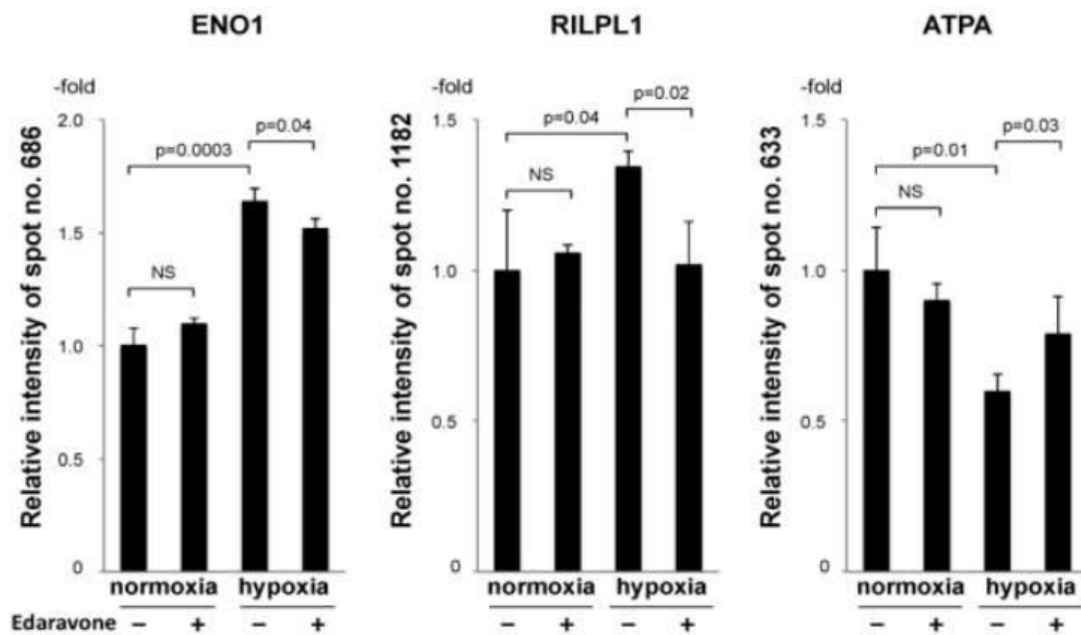 ENO1
-fold
Relative intensity of spot no. 686
2.0
1.5
1.0
0.5
0
p=0.0003
p=0.04
NS
normoxia hypoxia
RILPL1
-fold
Relative intensity of spot no. 1182
1.5
1.0
0.5
0
p=0.04
p=0.02
NS
normoxia hypoxia
ATPA
-fold
Relative intensity of spot no. 633
1.5
1.0
0.5
0
p=0.01
p=0.03
NS
normoxia hypoxia
Edaravone − + − + − + − + − + − +